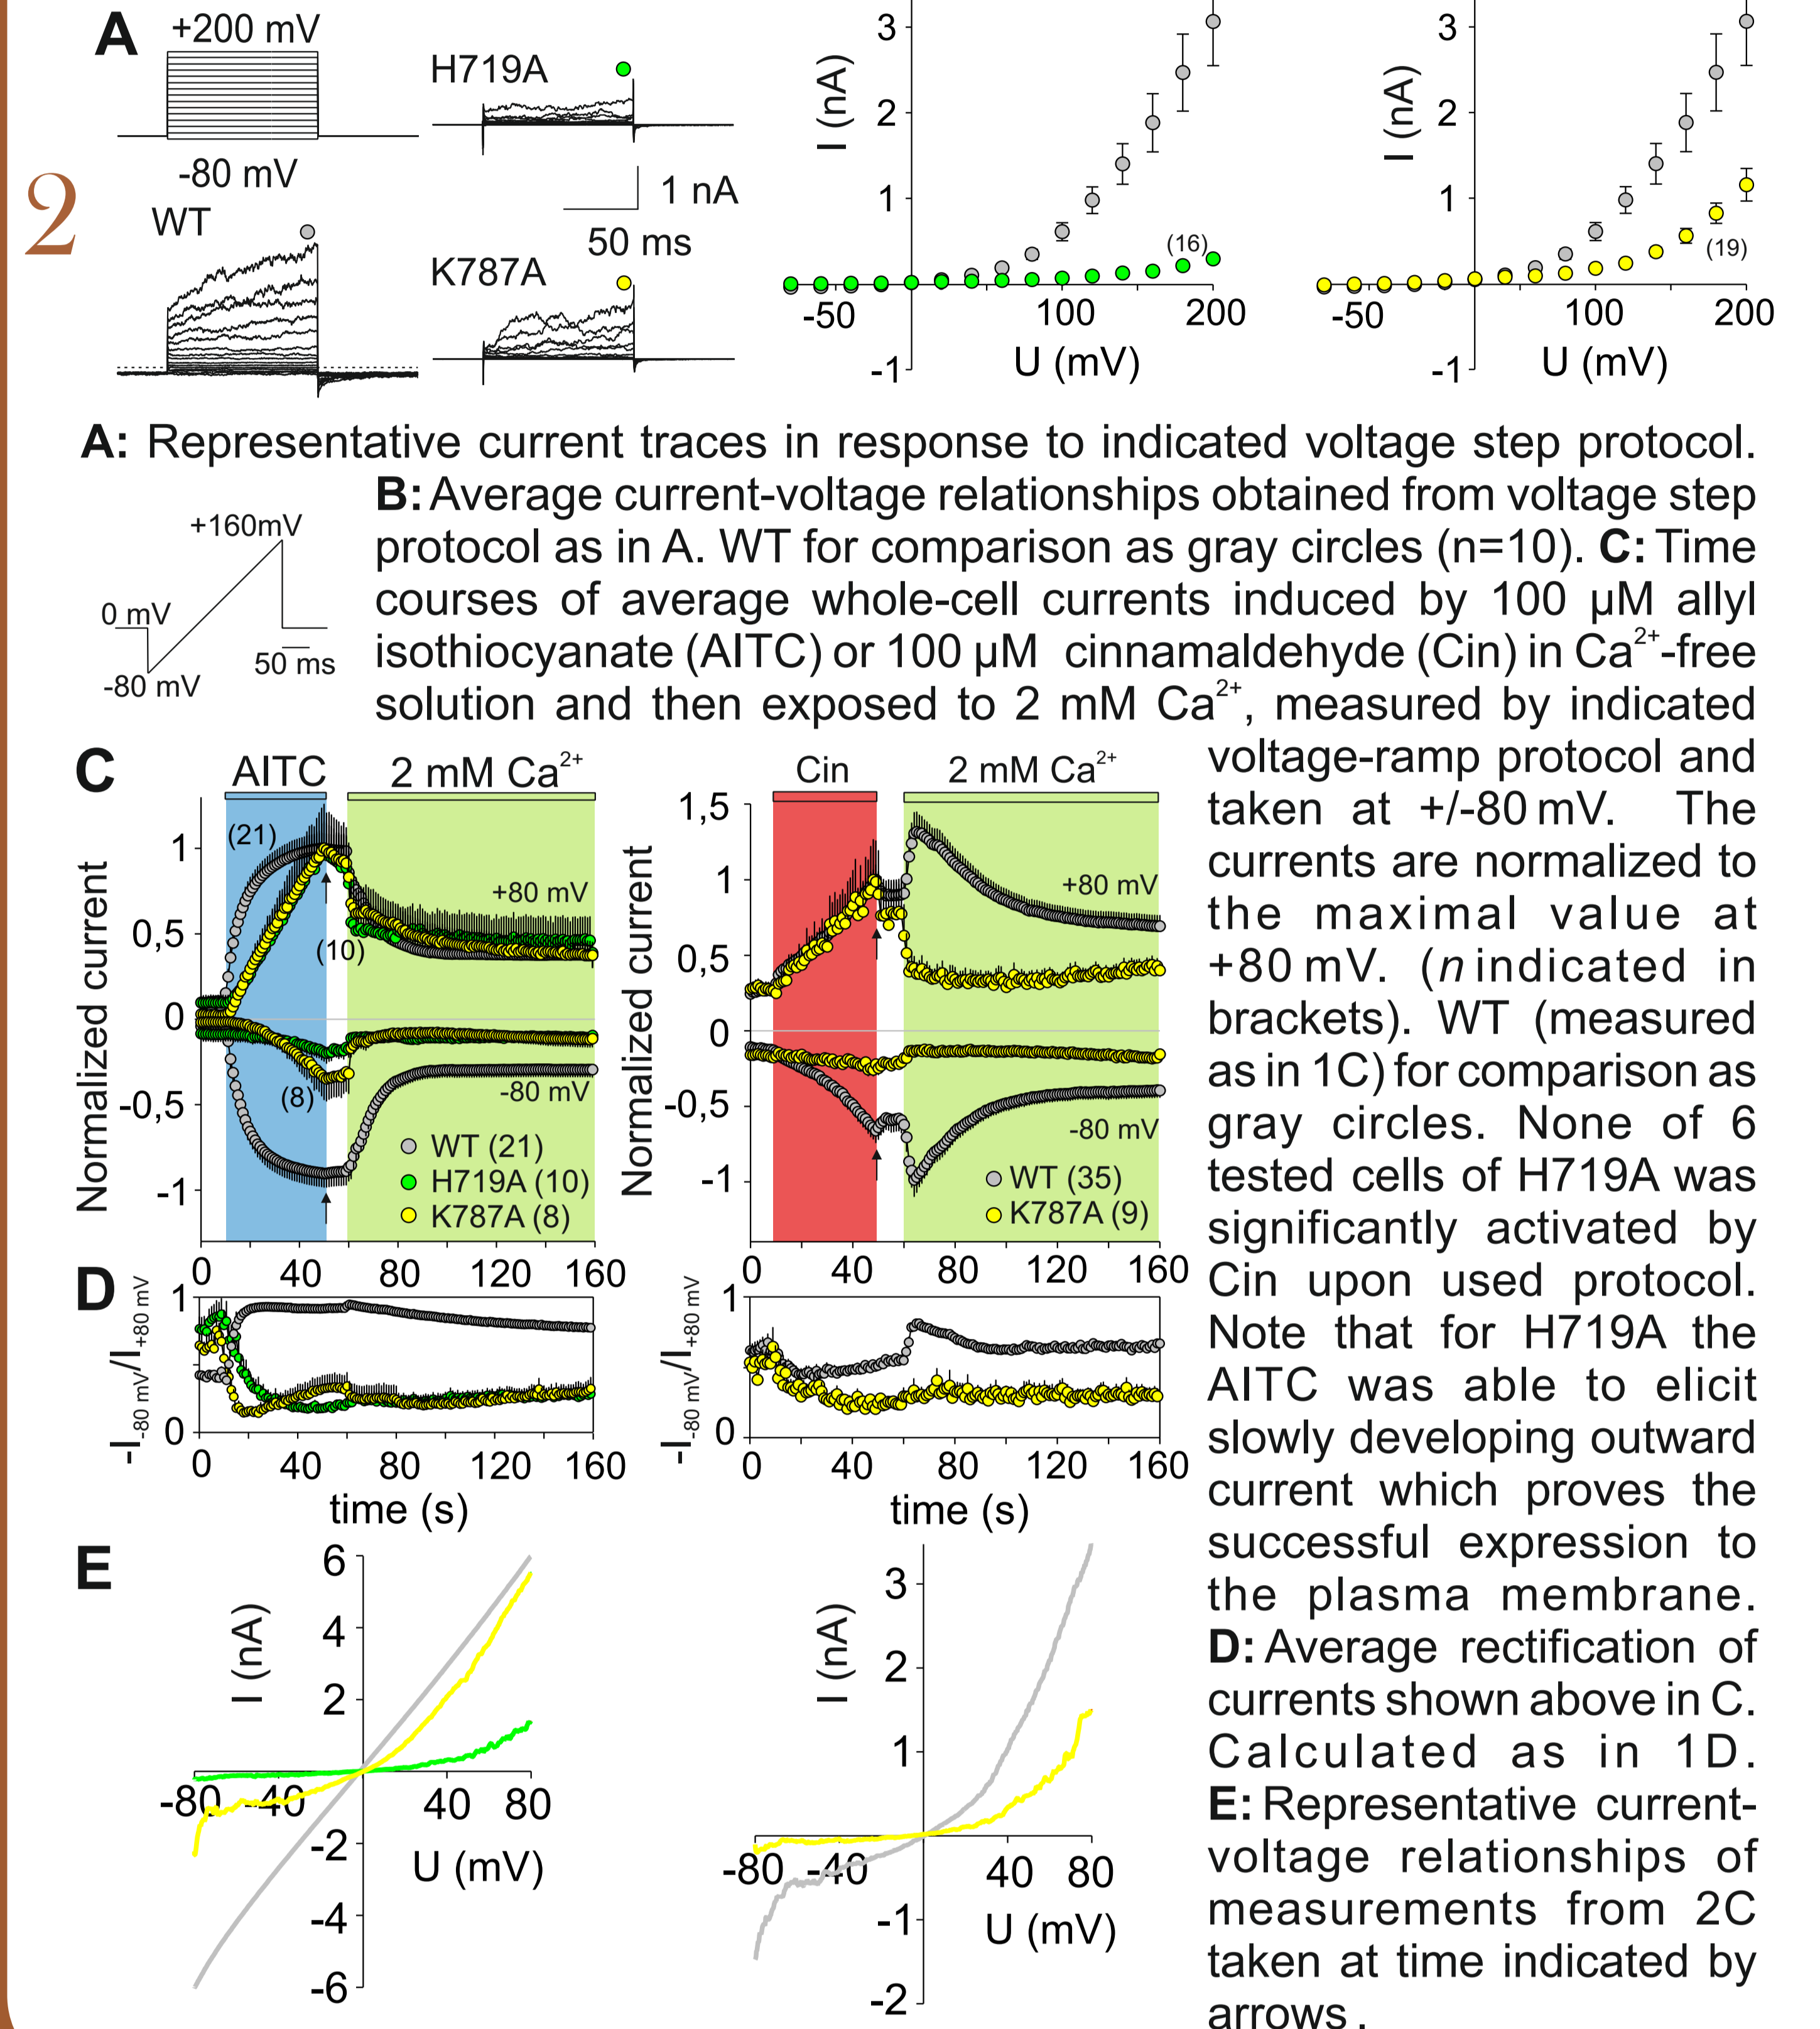 A
+200 mV
-80 mV
2
WT
H719A
1 nA
50 ms
K787A
I (nA)
3
2
1
-1
-50
100
200
(16)
U (mV)
I (nA)
3
2
1
-1
-50
100
200
(19)
U (mV)
A: Representative current traces in response to indicated voltage step protocol.
B: Average current-voltage relationships obtained from voltage step
protocol as in A. WT for comparison as gray circles (n=10). C: Time
courses of average whole-cell currents induced by 100 µM allyl
isothiocyanate (AITC) or 100 µM cinnamaldehyde (Cin) in Ca²⁺-free
solution and then exposed to 2 mM Ca²⁺, measured by indicated
voltage-ramp protocol and
taken at +/-80 mV. The
currents are normalized to
the maximal value at
+80 mV. (n indicated in
brackets). WT (measured
as in 1C) for comparison as
gray circles. None of 6
tested cells of H719A was
significantly activated by
Cin upon used protocol.
Note that for H719A the
AITC was able to elicit
slowly developing outward
current which proves the
successful expression to
the plasma membrane.
D: Average rectification of
currents shown above in C.
Calculated as in 1D.
E: Representative current-
voltage relationships of
measurements from 2C
taken at time indicated by
arrows.
+160mV
0 mV
-80 mV
50 ms
C
AITC
2 mM Ca²⁺
Normalized current
1
0,5
0
-0,5
-1
(21)
(10)
(8)
+80 mV
-80 mV
WT (21)
H719A (10)
K787A (8)
0 40 80 120 160
Cin
2 mM Ca²⁺
Normalized current
1,5
1
0,5
0
-0,5
-1
+80 mV
-80 mV
WT (35)
K787A (9)
0 40 80 120 160
D
-I-80 mV/I+80 mV
1
0
0 40 80 120 160
time (s)
-I-80 mV/I+80 mV
1
0
0 40 80 120 160
time (s)
E
I (nA)
6
4
2
-2
-4
-6
-80 -40 40 80
U (mV)
I (nA)
3
2
1
-1
-2
-80 -40 40 80
U (mV)